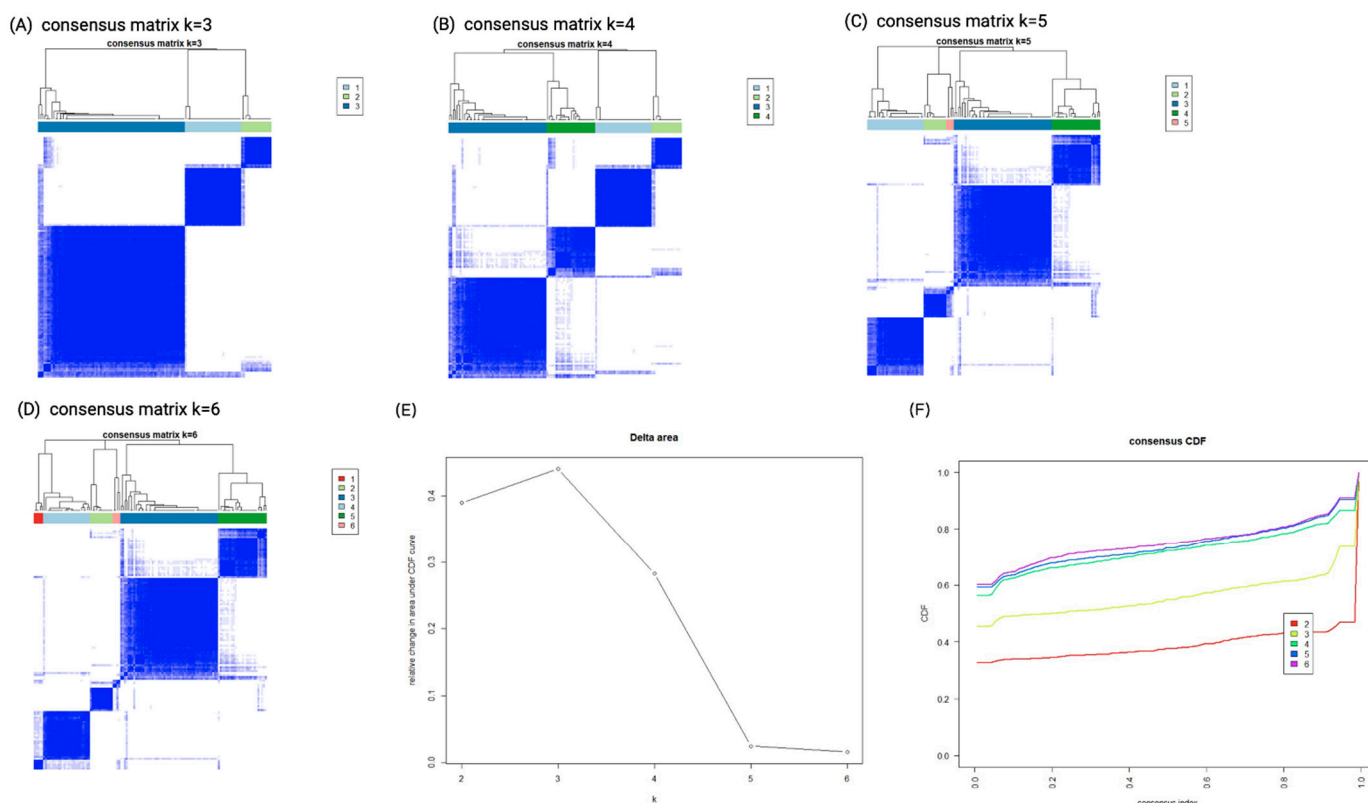 (A) consensus matrix k=3
consensus matrix k=3
1
2
3
(B) consensus matrix k=4
consensus matrix k=4
1
2
3
4
(C) consensus matrix k=5
consensus matrix k=5
1
2
3
4
5
(D) consensus matrix k=6
consensus matrix k=6
1
2
3
4
5
6
(E)
Delta area
relative change in area under CDF curve
0.4
0.3
0.2
0.1
0.0
2 3 4 5 6
k
(F)
consensus CDF
CDF
1.0
0.8
0.6
0.4
0.2
0.0
2
3
4
5
6
0.0 0.2 0.4 0.6 0.8 1.0
consensus index